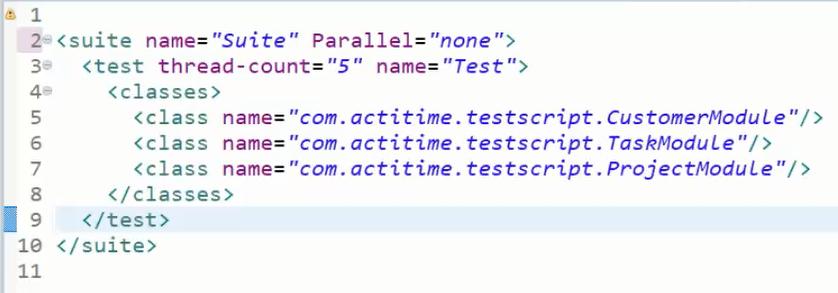 1
2 <suite name="Suite" Parallel="none">
3 <test thread-count="5" name="Test">
4 <classes>
5 <class name="com.actitime.testscript.CustomerModule"/>
6 <class name="com.actitime.testscript.TaskModule"/>
7 <class name="com.actitime.testscript.ProjectModule"/>
8 </classes>
9 </test>
10 </suite>
11